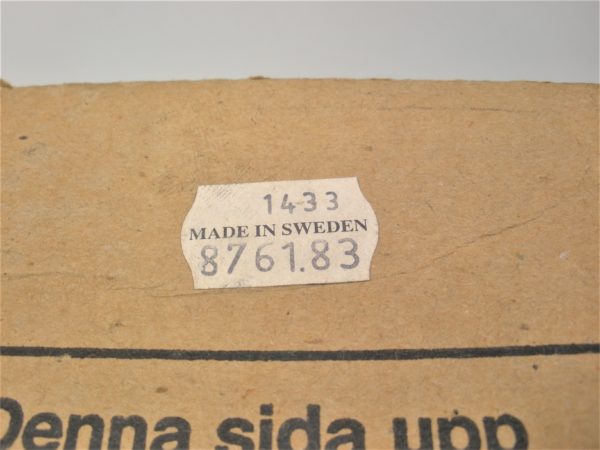 1433
MADE IN SWEDEN
8761.83
Denna sida upp